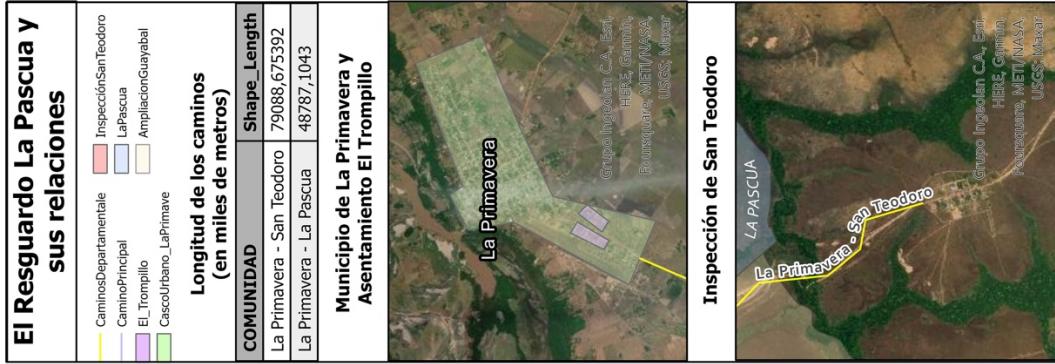 El Resguardo La Pascua y
sus relaciones
CaminosDepartamentale
CaminoPrincipal
El_Trompillo
CascoUrbano_LaPrimave
InspecciónSanTeodoro
LaPascua
AmpliacionGuayabal
Longitud de los caminos
(en miles de metros)
COMUNIDAD Shape_Length
La Primavera - San Teodoro 79088,675392
La Primavera - La Pascua 48787,1043
Municipio de La Primavera y
Asentamiento El Trompillo
La Primavera
Grupo Ingeolan C.A., Esri,
HERE, Garmin,
Foursquare, METI/NASA,
USGS; Maxar
Inspección de San Teodoro
LA PASCUA
La Primavera - San Teodoro
Grupo Ingeolan C.A., Esri,
HERE, Garmin,
Foursquare, METI/NASA,
USGS; Maxar